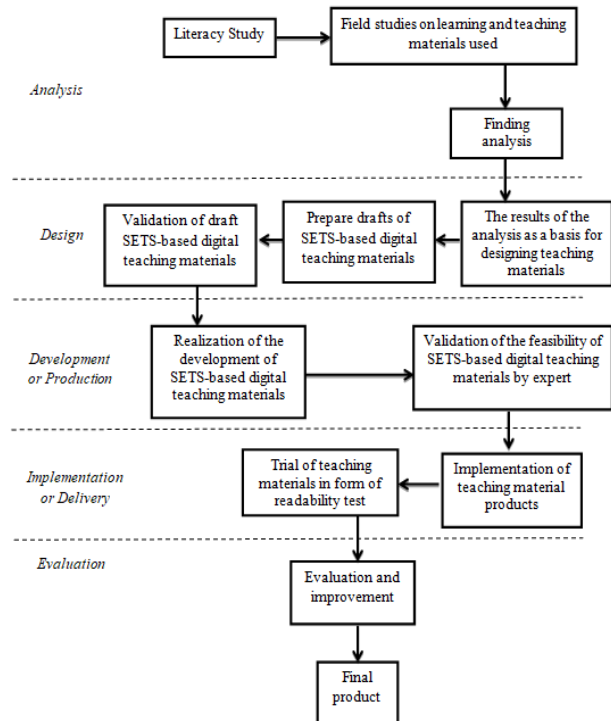 Literacy Study
Field studies on learning and teaching
materials used
Analysis
Finding
analysis
Design
Validation of draft
SETS-based digital
teaching materials
Prepare drafts of
SETS-based digital
teaching materials
The results of the
analysis as a basis for
designing teaching
materials
Development
or Production
Realization of the
development of
SETS-based digital
teaching materials
Validation of the feasibility of
SETS-based digital teaching
materials by expert
Implementation
or Delivery
Trial of teaching
materials in form of
readability test
Implementation of
teaching material
products
Evaluation
Evaluation and
improvement
Final
product